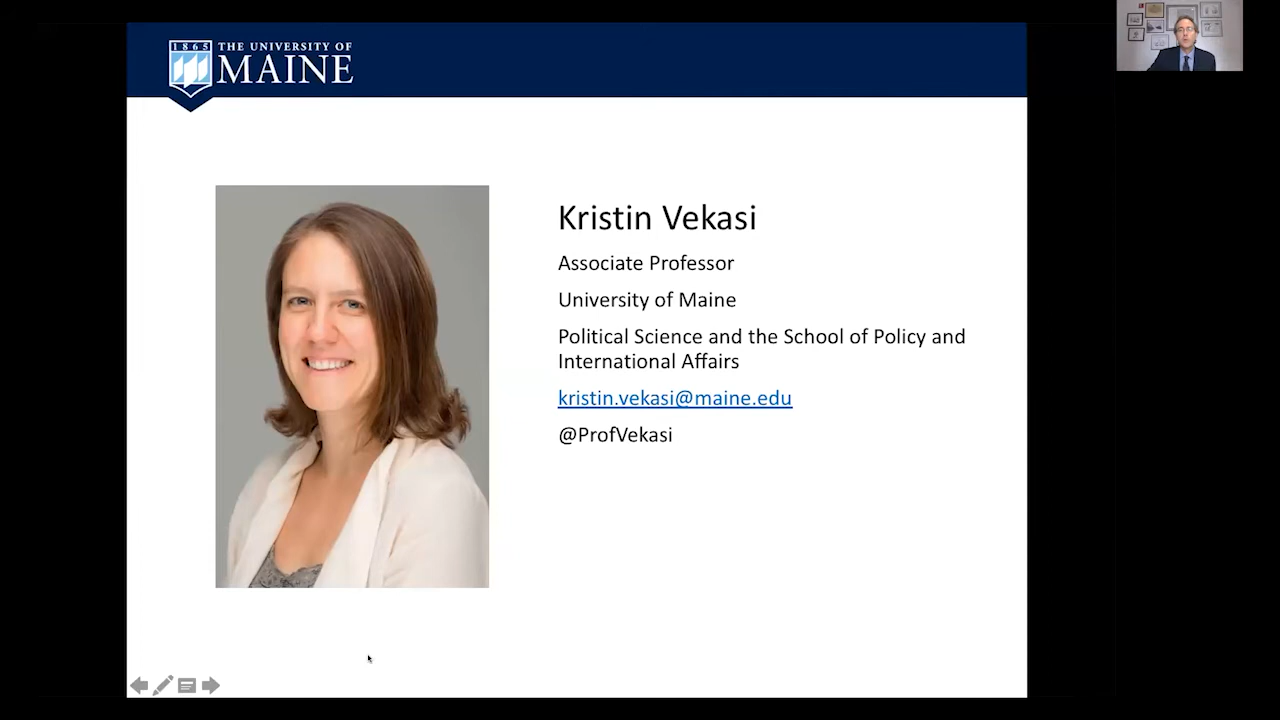 1865
THE UNIVERSITY OF
MAINE
Kristin Vekasi
Associate Professor
University of Maine
Political Science and the School of Policy and
International Affairs
kristin.vekasi@maine.edu
@ProfVekasi